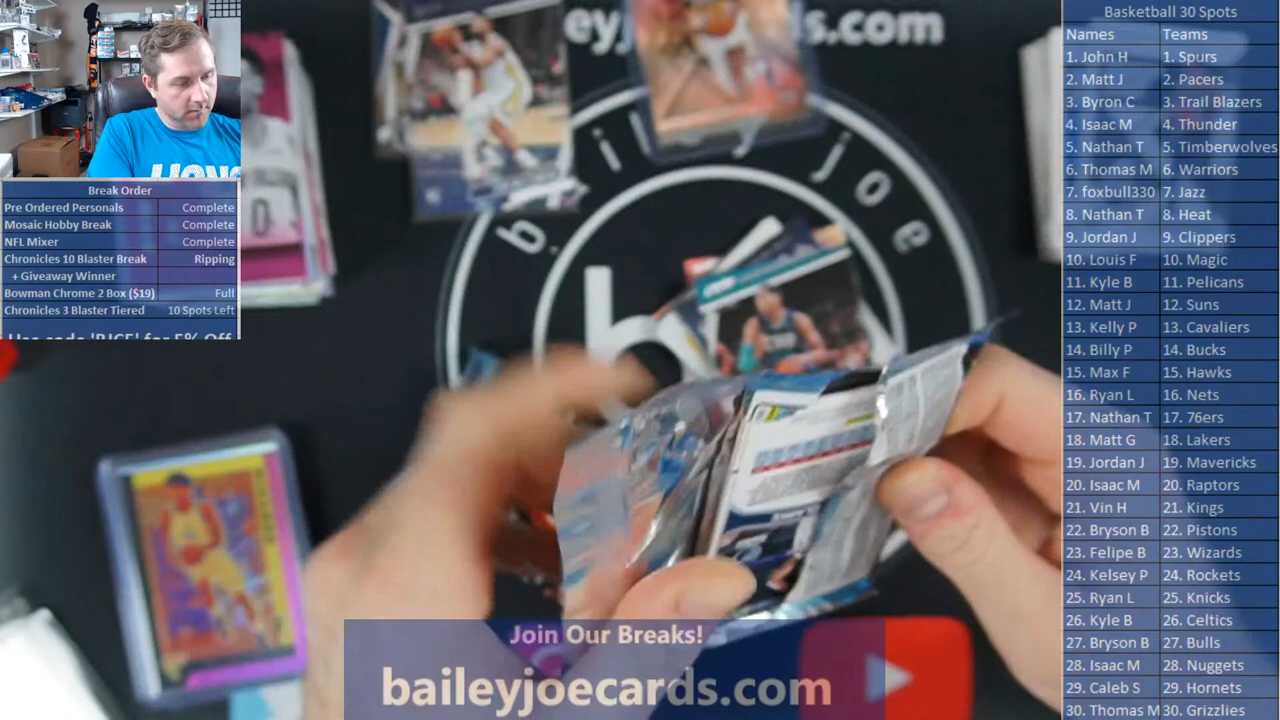 eyj s.com
bailey joe
b
Break Order
Pre Ordered Personals Complete
Mosaic Hobby Break Complete
NFL Mixer Complete
Chronicles 10 Blaster Break Ripping
+ Giveaway Winner
Bowman Chrome 2 Box ($19) Full
Chronicles 3 Blaster Tiered 10 Spots Left
Basketball 30 Spots
Names Teams
1. John H 1. Spurs
2. Matt J 2. Pacers
3. Byron C 3. Trail Blazers
4. Isaac M 4. Thunder
5. Nathan T 5. Timberwolves
6. Thomas M 6. Warriors
7. foxbull330 7. Jazz
8. Nathan T 8. Heat
9. Jordan J 9. Clippers
10. Louis F 10. Magic
11. Kyle B 11. Pelicans
12. Matt J 12. Suns
13. Kelly P 13. Cavaliers
14. Billy P 14. Bucks
15. Max F 15. Hawks
16. Ryan L 16. Nets
17. Nathan T 17. 76ers
18. Matt G 18. Lakers
19. Jordan J 19. Mavericks
20. Isaac M 20. Raptors
21. Vin H 21. Kings
22. Bryson B 22. Pistons
23. Felipe B 23. Wizards
24. Kelsey P 24. Rockets
25. Ryan L 25. Knicks
26. Kyle B 26. Celtics
27. Bryson B 27. Bulls
28. Isaac M 28. Nuggets
29. Caleb S 29. Hornets
30. Thomas M 30. Grizzlies
Join Our Breaks!
baileyjoecards.com